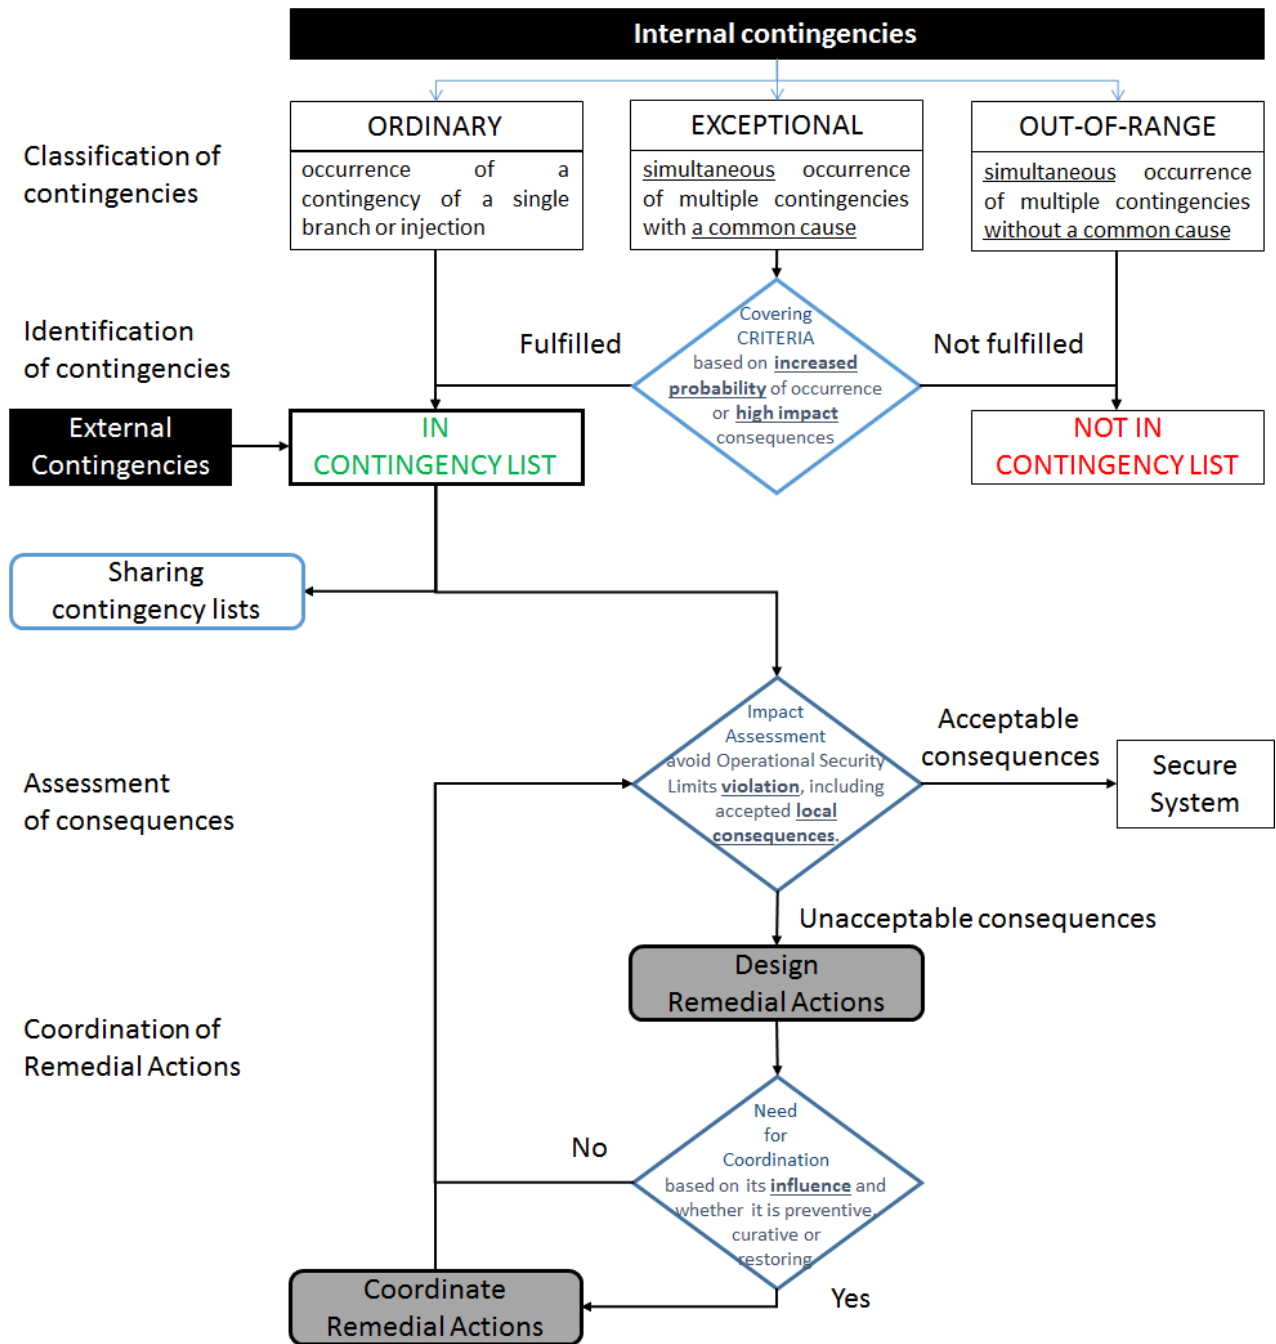 Internal contingencies
ORDINARY
occurrence of a
contingency of a single
branch or injection
EXCEPTIONAL
simultaneous occurrence
of multiple contingencies
with a common cause
OUT-OF-RANGE
simultaneous occurrence
of multiple contingencies
without a common cause
Classification of
contingencies
Identification
of contingencies
Fulfilled
Covering
CRITERIA
based on increased
probability of occurrence
or high impact
consequences
Not fulfilled
External
Contingencies
IN
CONTINGENCY LIST
NOT IN
CONTINGENCY LIST
Sharing
contingency lists
Assessment
of consequences
Impact
Assessment
avoid Operational Security
Limits violation, including
accepted local
consequences.
Acceptable
consequences
Secure
System
Unacceptable consequences
Design
Remedial Actions
Coordination of
Remedial Actions
No
Need
for
Coordination
based on its influence and
whether it is preventive,
curative or
restoring
Yes
Coordinate
Remedial Actions